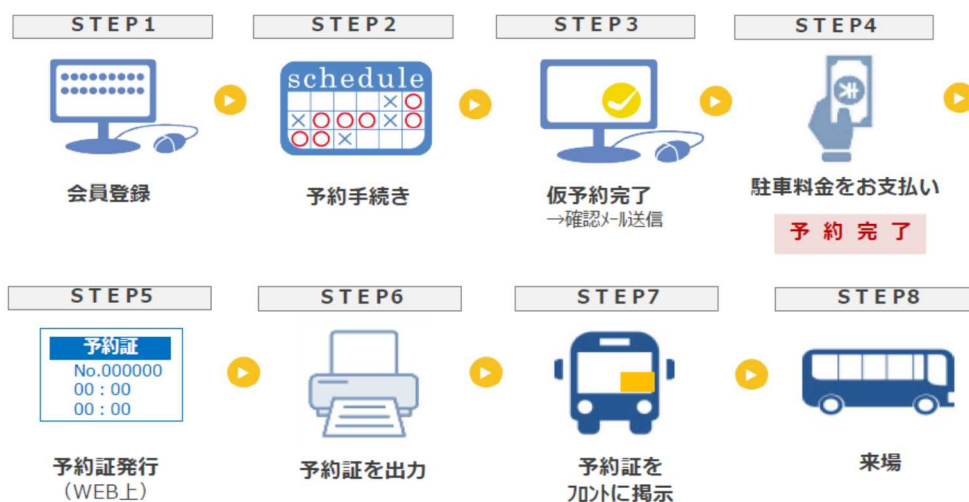 STEP1
STEP2
STEP3
STEP4
schedule
会員登録
予約手続き
仮予約完了
→確認メール送信
駐車料金をお支払い
予約完了
STEP5
STEP6
STEP7
STEP8
予約証
No.000000
00:00
00:00
予約証発行
（WEB上）
予約証を出力
予約証を
フロントに掲示
来場